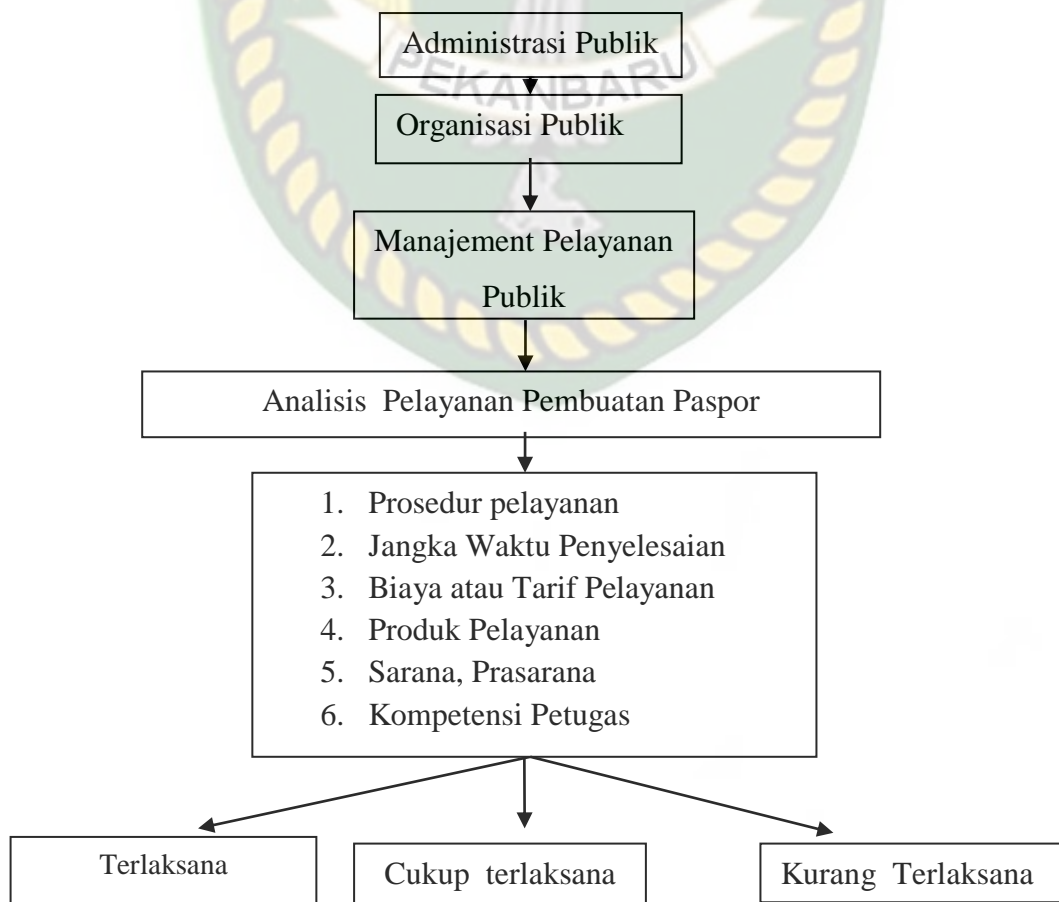 Administrasi Publik
PEKANBARU
Organisasi Publik
Manajement Pelayanan
Publik
Analisis Pelayanan Pembuatan Paspor
1. Prosedur pelayanan
2. Jangka Waktu Penyelesaian
3. Biaya atau Tarif Pelayanan
4. Produk Pelayanan
5. Sarana, Prasarana
6. Kompetensi Petugas
Terlaksana
Cukup terlaksana
Kurang Terlaksana